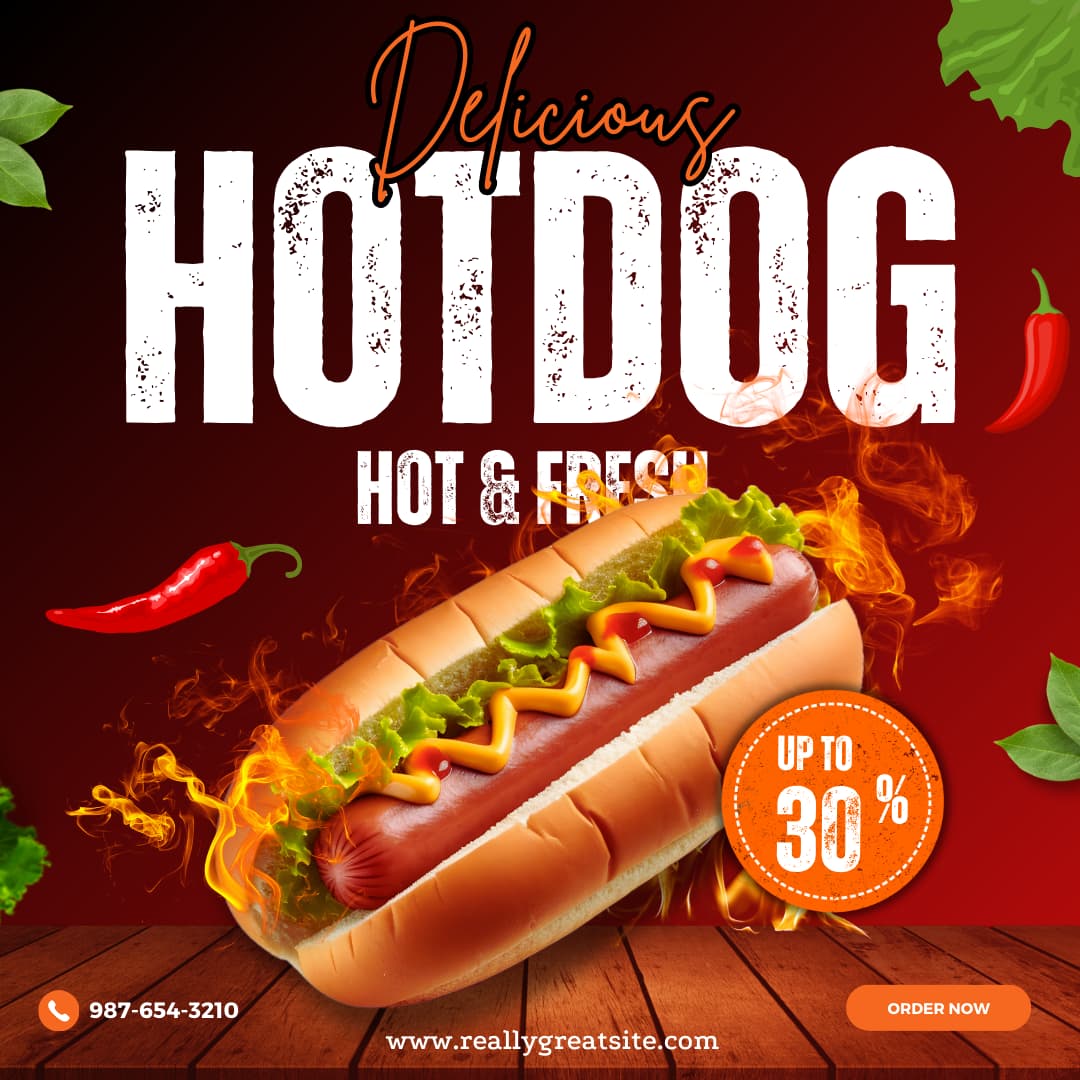 Delicious
HOTDOG
HOT & FRESH
UP TO
30%
987-654-3210
ORDER NOW
www.reallygreatsite.com